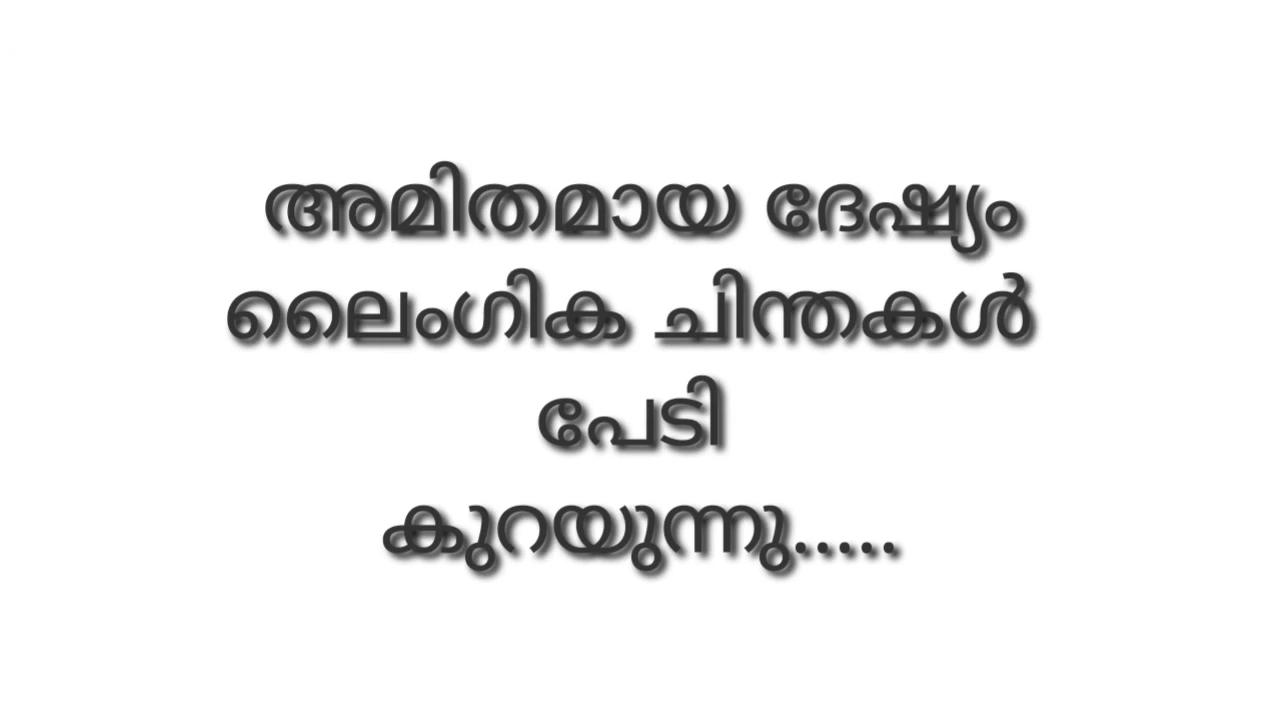 അമിതമായ ദേഷ്യം
ലൈംഗിക ചിന്തകൾ
പേടി
കുറയുന്നു.....